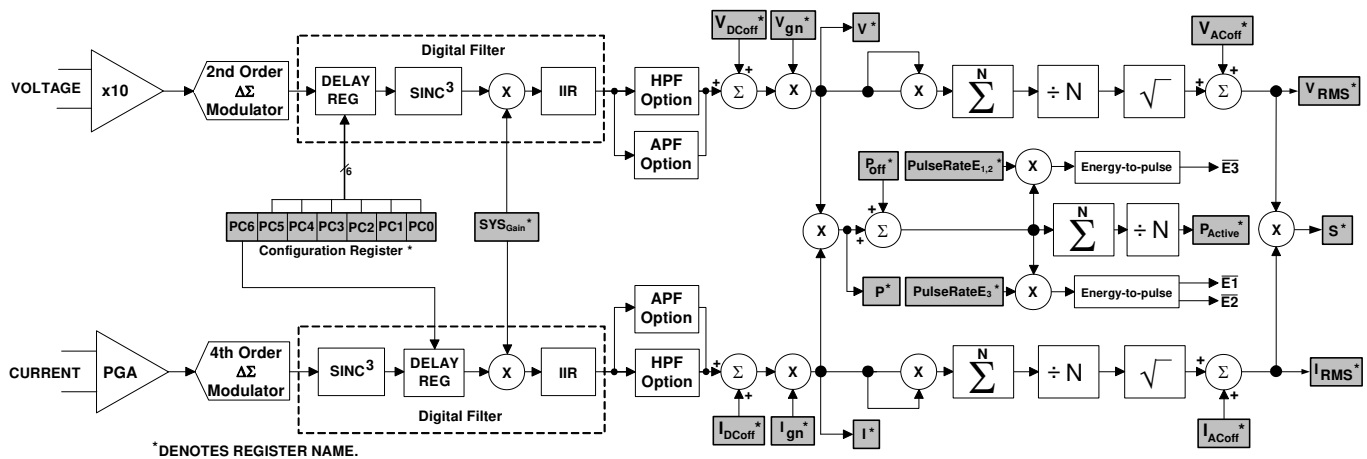 VOLTAGE
x10
2nd Order
ΔΣ
Modulator
Digital Filter
DELAY
REG
SINC3
X
IIR
HPF
Option
APF
Option
VDCoff*
+
+
Σ
Vgn*
X
V*
X
N
Σ
÷ N
√
VACoff*
+
+
Σ
VRMS*
6
PC6 PC5 PC4 PC3 PC2 PC1 PC0
Configuration Register *
SYSGain*
X
Poff*
+
+
Σ
P*
PulseRateE1,2*
X
Energy-to-pulse
E3
N
Σ
÷ N
PActive*
X
S*
PulseRateE3*
X
Energy-to-pulse
E1
E2
CURRENT
PGA
4th Order
ΔΣ
Modulator
SINC3
DELAY
REG
X
IIR
Digital Filter
APF
Option
HPF
Option
+
+
Σ
IDCoff*
X
Ign*
I*
X
N
Σ
÷ N
√
+
+
Σ
IACoff*
IRMS*
*DENOTES REGISTER NAME.